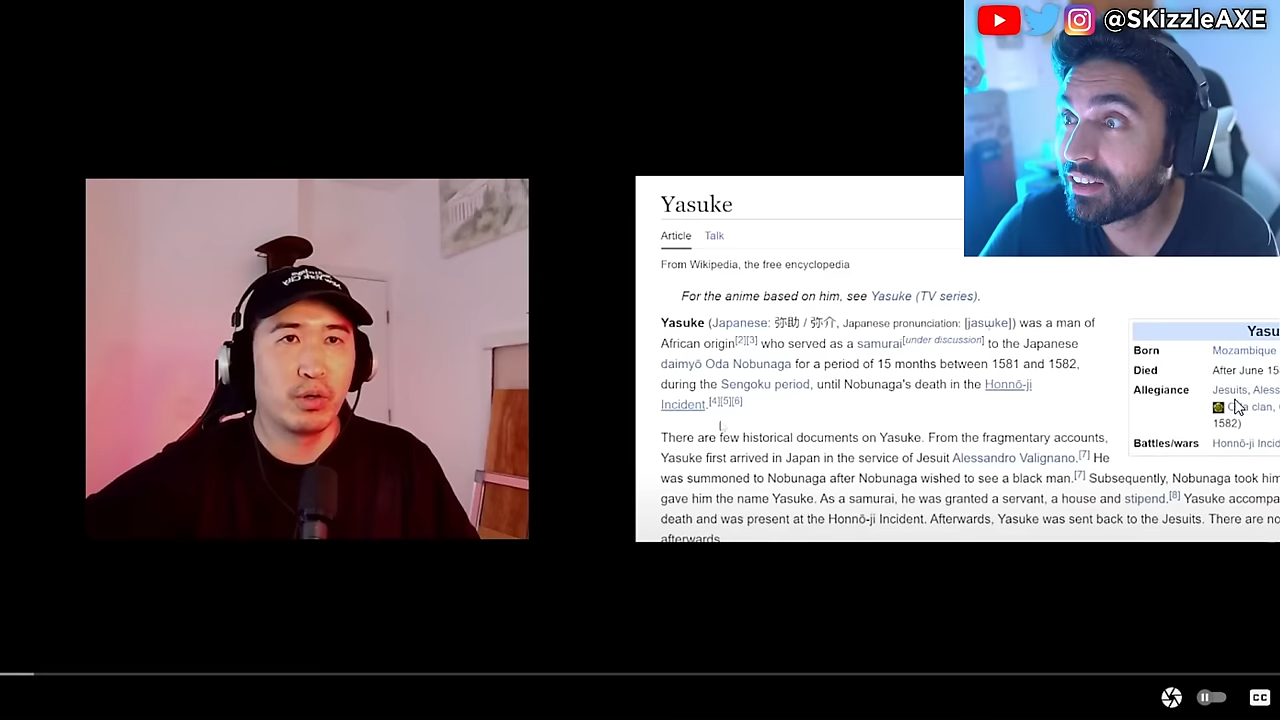 @SKizzleAXE
Yasuke
Article Talk
From Wikipedia, the free encyclopedia
For the anime based on him, see Yasuke (TV series).
Yasuke (Japanese: 弥助 / 弥介, Japanese pronunciation: [jasɯ̥ke]) was a man of
African origin[2][3] who served as a samurai[under discussion] to the Japanese
daimyō Oda Nobunaga for a period of 15 months between 1581 and 1582,
during the Sengoku period, until Nobunaga's death in the Honnō-ji
Incident.[4][5][6]
There are few historical documents on Yasuke. From the fragmentary accounts,
Yasuke first arrived in Japan in the service of Jesuit Alessandro Valignano.[7] He
was summoned to Nobunaga after Nobunaga wished to see a black man.[7] Subsequently, Nobunaga took him
gave him the name Yasuke. As a samurai, he was granted a servant, a house and stipend.[8] Yasuke accompa
death and was present at the Honnō-ji Incident. Afterwards, Yasuke was sent back to the Jesuits. There are no
afterwards.
Yasu
Born Mozambique
Died After June 15
Allegiance Jesuits, Aless
clan,
1582)
Battles/wars Honnō-ji Incid
CC